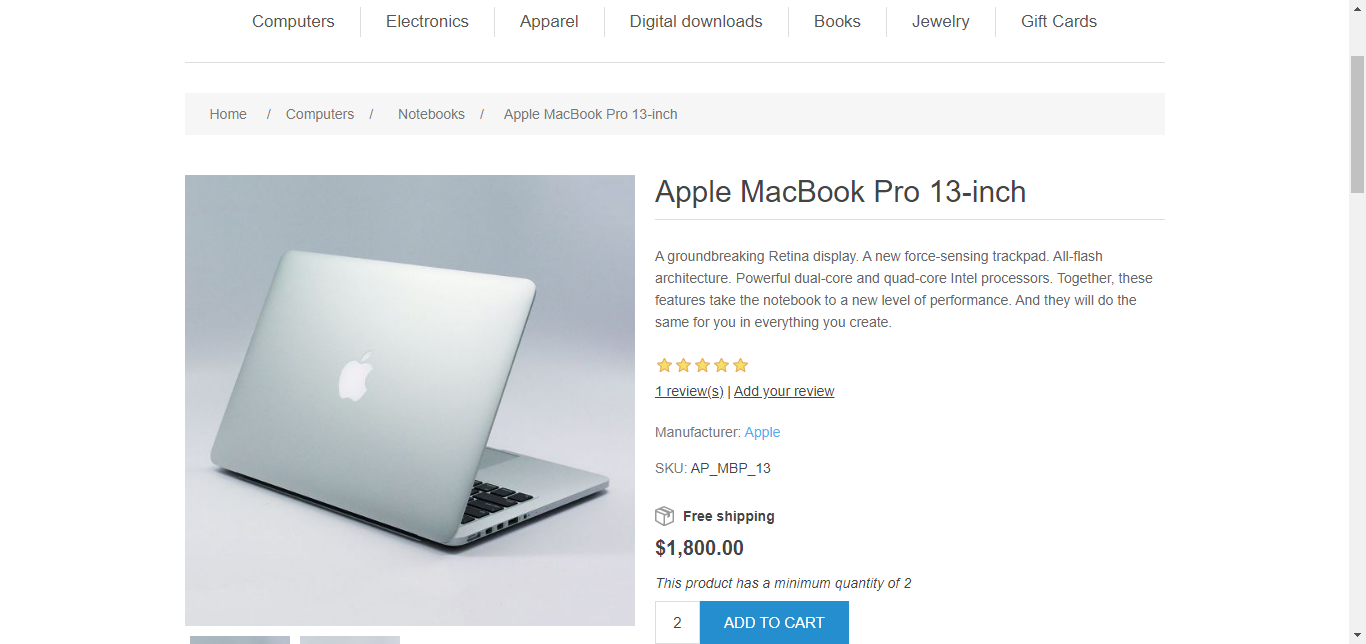 Computers Electronics Apparel Digital downloads Books Jewelry Gift Cards
Home / Computers / Notebooks / Apple MacBook Pro 13-inch
Apple MacBook Pro 13-inch
A groundbreaking Retina display. A new force-sensing trackpad. All-flash
architecture. Powerful dual-core and quad-core Intel processors. Together, these
features take the notebook to a new level of performance. And they will do the
same for you in everything you create.
1 review(s) | Add your review
Manufacturer: Apple
SKU: AP_MBP_13
Free shipping
$1,800.00
This product has a minimum quantity of 2
2 ADD TO CART